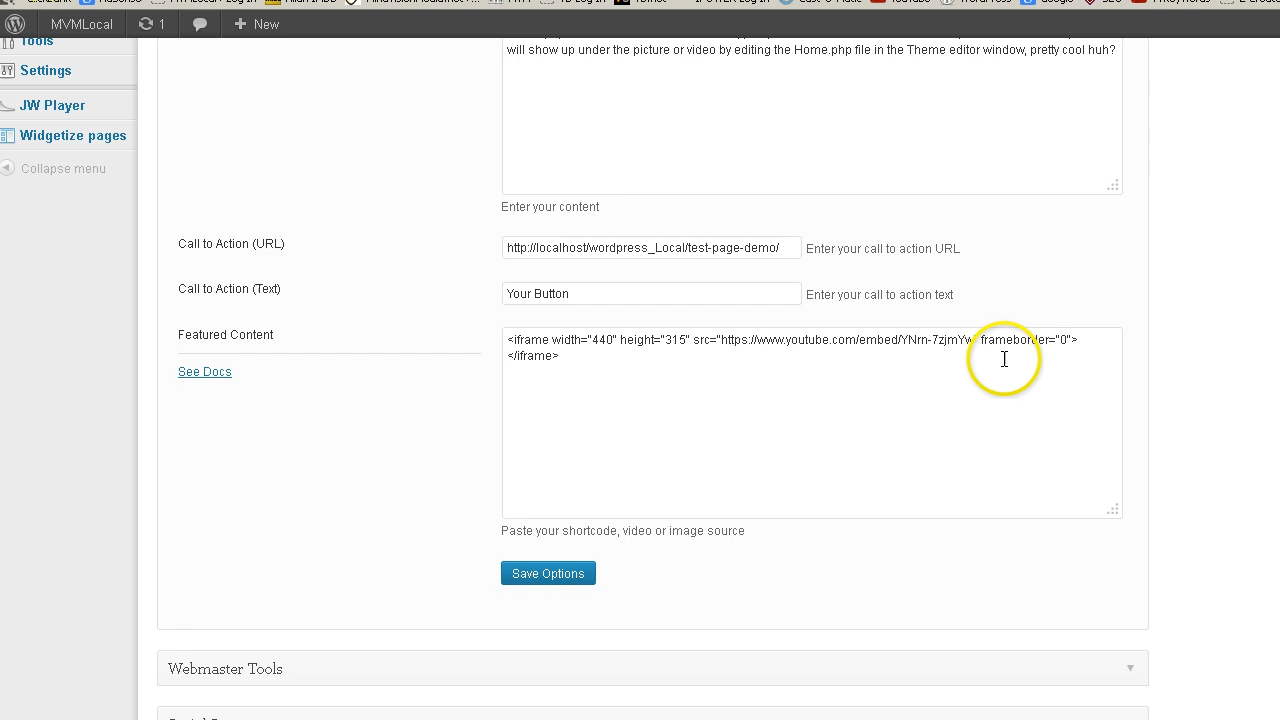 MVMLocal 1 New
Tools
Settings
JW Player
Widgetize pages
Collapse menu
will show up under the picture or video by editing the Home.php file in the Theme editor window, pretty cool huh?
Enter your content
Call to Action (URL)
http://localhost/wordpress_Local/test-page-demo/ Enter your call to action URL
Call to Action (Text)
Your Button Enter your call to action text
Featured Content
See Docs
<iframe width="440" height="315" src="https://www.youtube.com/embed/YNrn-7zjmYw" frameborder="0">
</iframe>
Paste your shortcode, video or image source
Save Options
Webmaster Tools